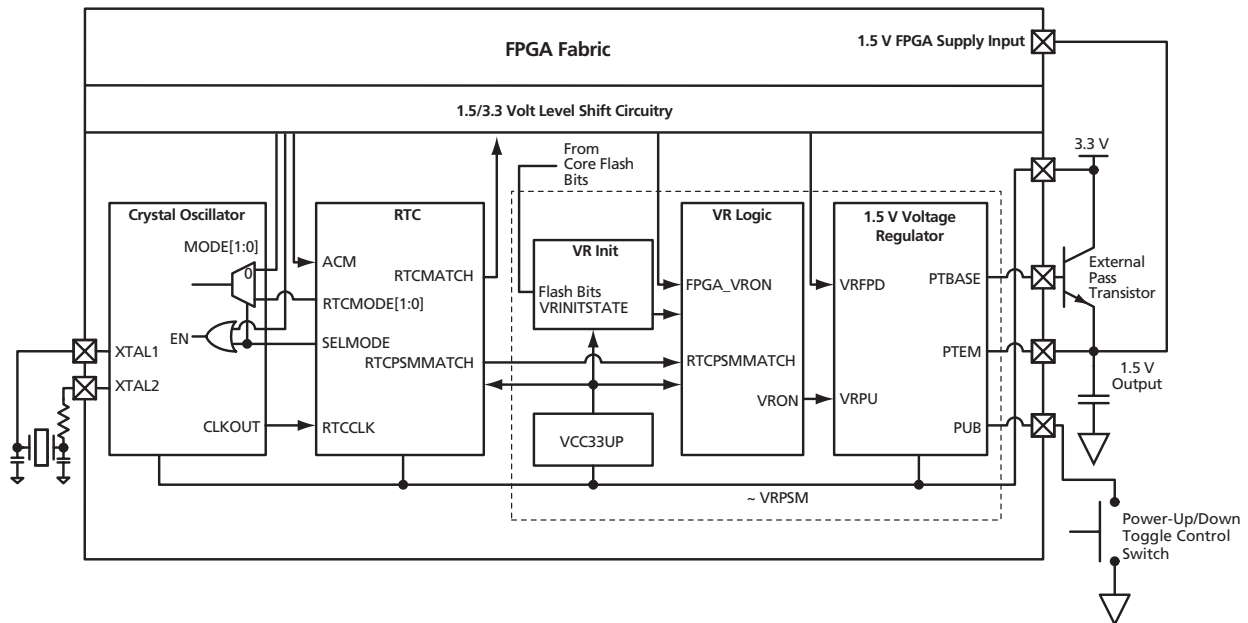 FPGA Fabric
1.5 V FPGA Supply Input
1.5/3.3 Volt Level Shift Circuitry
From
Core Flash
Bits
3.3 V
Crystal Oscillator
MODE[1:0]
0
EN
XTAL1
XTAL2
CLKOUT
RTC
ACM
RTCMATCH
RTCMODE[1:0]
SELMODE
RTCPSMMATCH
RTCCLK
VR Init
Flash Bits
VRINITSTATE
VCC33UP
VR Logic
FPGA_VRON
RTCPSMMATCH
VRON
1.5 V Voltage
Regulator
VRFPD
VRPU
PTBASE
PTEM
PUB
External
Pass
Transistor
1.5 V
Output
~ VRPSM
Power-Up/Down
Toggle Control
Switch